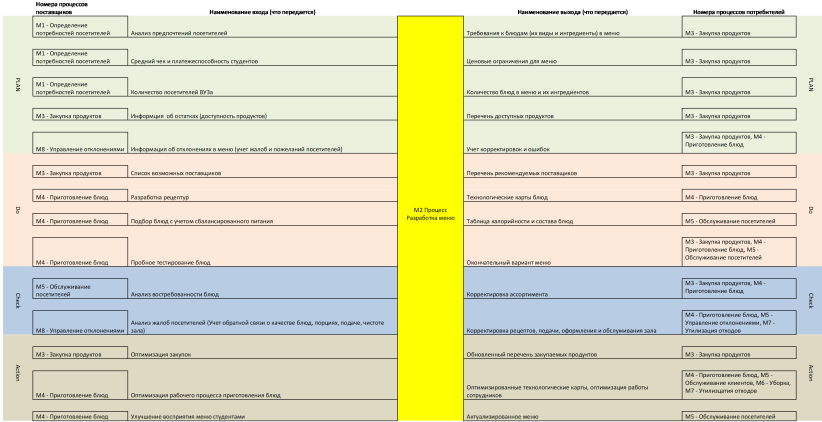 Номера процессов
поставщиков
Наименование входа (что передается)
Наименование выхода (что передается)
Номера процессов потребителей
PLAN
М1 - Определение
потребностей посетителей
Анализ предпочтений посетителей
М2 Процесс
Разработка меню
Требования к блюдам (их виды и ингредиенты) в меню
М3 - Закупка продуктов
PLAN
М1 - Определение
потребностей посетителей
Средний чек и платежеспособность студентов
Ценовые ограничения для меню
М3 - Закупка продуктов
М1 - Определение
потребностей посетителей
Количество посетителей ВУЗа
Количество блюд в меню и их ингредиентов
М3 - Закупка продуктов
М3 - Закупка продуктов
Информция об остатках (доступность продуктов)
Перечень доступных продуктов
М3 - Закупка продуктов
М8 - Управление отклонениями
Информация об отклонениях в меню (учет жалоб и пожеланий посетителей)
Учет корректировок и ошибок
М3 - Закупка продуктов, М4 -
Приготовление блюд
Do
М3 - Закупка продуктов
Список возможных поставщиков
Перечень рекомендуемых поставщиков
М3 - Закупка продуктов
Do
М4 - Приготовление блюд
Разработка рецептур
Технологические карты блюд
М4 - Приготовление блюд
М4 - Приготовление блюд
Подбор блюд с учетом сбалансированного питания
Таблица калорийности и состава блюд
М5 - Обслуживание посетителей
М4 - Приготовление блюд
Пробное тестирование блюд
Окончательный вариант меню
М3 - Закупка продуктов, М4 -
Приготовление блюд, М5 -
Обслуживание посетителей
Check
М5 - Обслуживание
посетителей
Анализ востребованности блюд
Корректировка ассортимента
М3 - Закупка продуктов, М4 -
Приготовление блюд
Check
М8 - Управление отклонениями
Анализ жалоб посетителей (Учет обратной связи о качестве блюд, порциях, подаче, чистоте
зала)
Корректировка рецептов, подачи, оформления и обслуживания зала
М4 - Приготовление блюд, М5 -
Управление отклонениями, М7 -
Утилизация отходов
Action
М3 - Закупка продуктов
Оптимизация закупок
Обновленный перечень закупаемых продуктов
М3 - Закупка продуктов
Action
М4 - Приготовление блюд
Оптимизация рабочего процесса приготовления блюд
Оптимизированные технологические карты, оптимизация работы
сотрудников
М4 - Приготовление блюд, М5 -
Обслуживание клиентов, М6 - Уборка,
М7 - Утилизщатия отходов
М4 - Приготовление блюд
Улучшение восприятия меню студентами
Актуализированное меню
М5 - Обслуживание посетителей